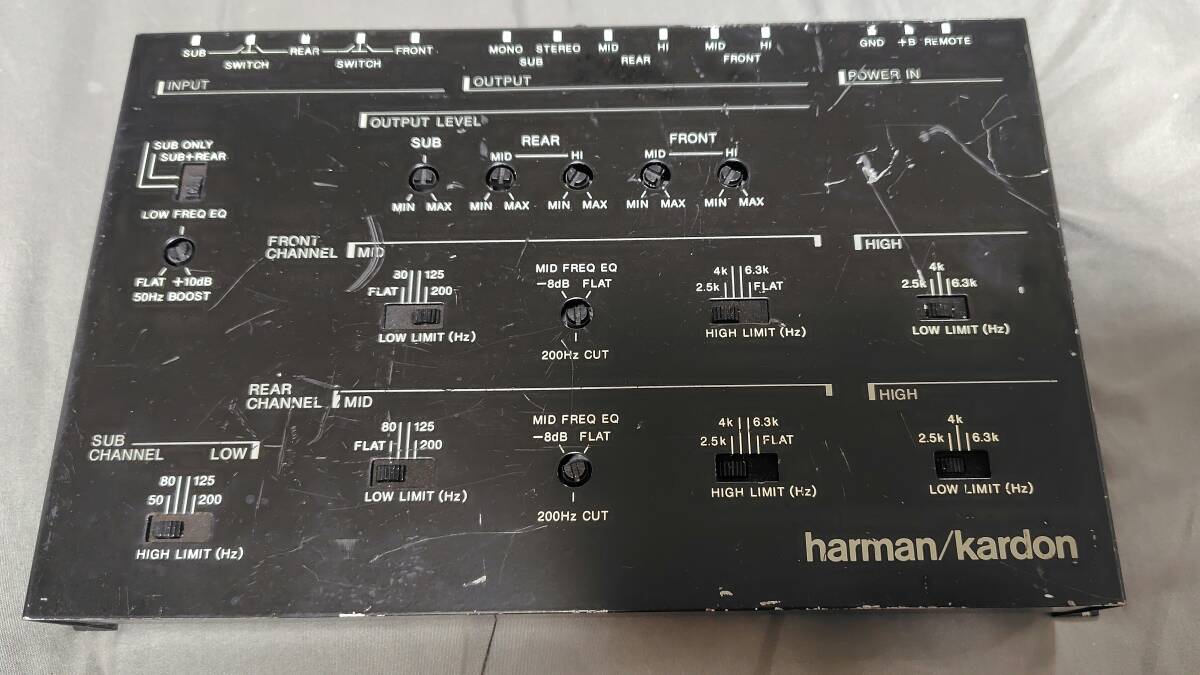 SUB SWITCH REAR SWITCH FRONT
MONO STEREO MID HI MID HI
SUB REAR FRONT
GND +B REMOTE
INPUT
OUTPUT
POWER IN
OUTPUT LEVEL
SUB ONLY
SUB+REAR
LOW FREQ EQ
FLAT +10dB
50Hz BOOST
SUB
MIN MAX
REAR
MID HI
MIN MAX MIN MAX
FRONT
MID HI
MIN MAX MIN MAX
FRONT
CHANNEL MID
80 125
FLAT 200
LOW LIMIT (Hz)
MID FREQ EQ
−8dB FLAT
200Hz CUT
4k 6.3k
2.5k FLAT
HIGH LIMIT (Hz)
HIGH
4k
2.5k 6.3k
LOW LIMIT (Hz)
REAR
CHANNEL MID
80 125
FLAT 200
LOW LIMIT (Hz)
MID FREQ EQ
−8dB FLAT
200Hz CUT
4k 6.3k
2.5k FLAT
HIGH LIMIT (Hz)
HIGH
4k
2.5k 6.3k
LOW LIMIT (Hz)
SUB
CHANNEL LOW
80 125
50 200
HIGH LIMIT (Hz)
harman/kardon